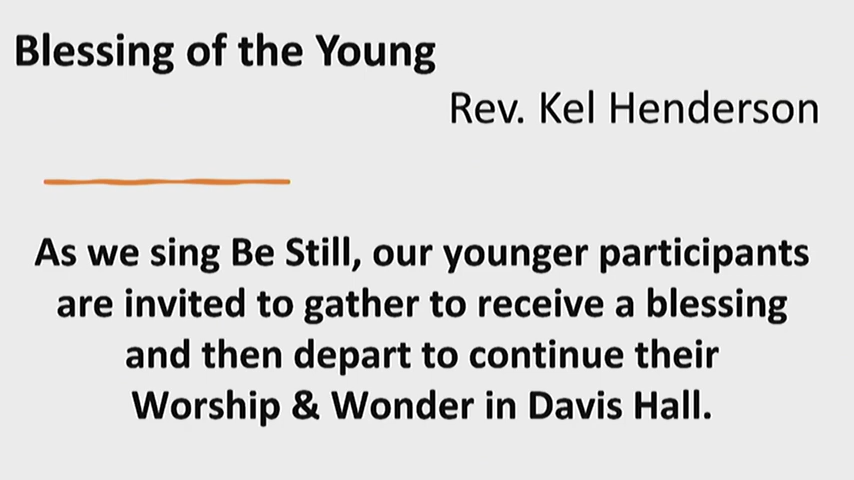 Blessing of the Young
Rev. Kel Henderson
As we sing Be Still, our younger participants
are invited to gather to receive a blessing
and then depart to continue their
Worship & Wonder in Davis Hall.